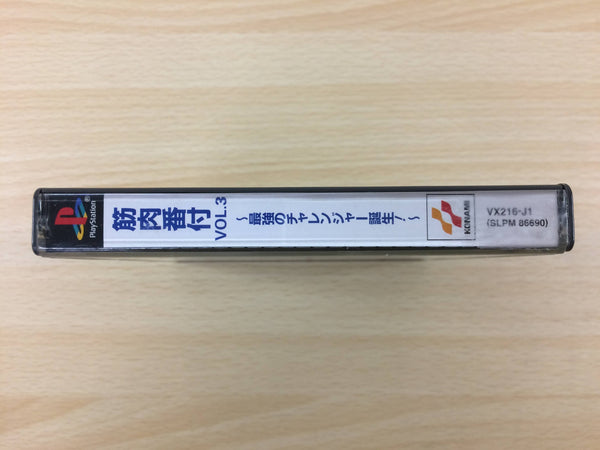 PlayStation
筋肉番付
VOL.3
〜最強のチャレンジャー誕生!〜
KONAMI
VX216-J1
(SLPM 86690)